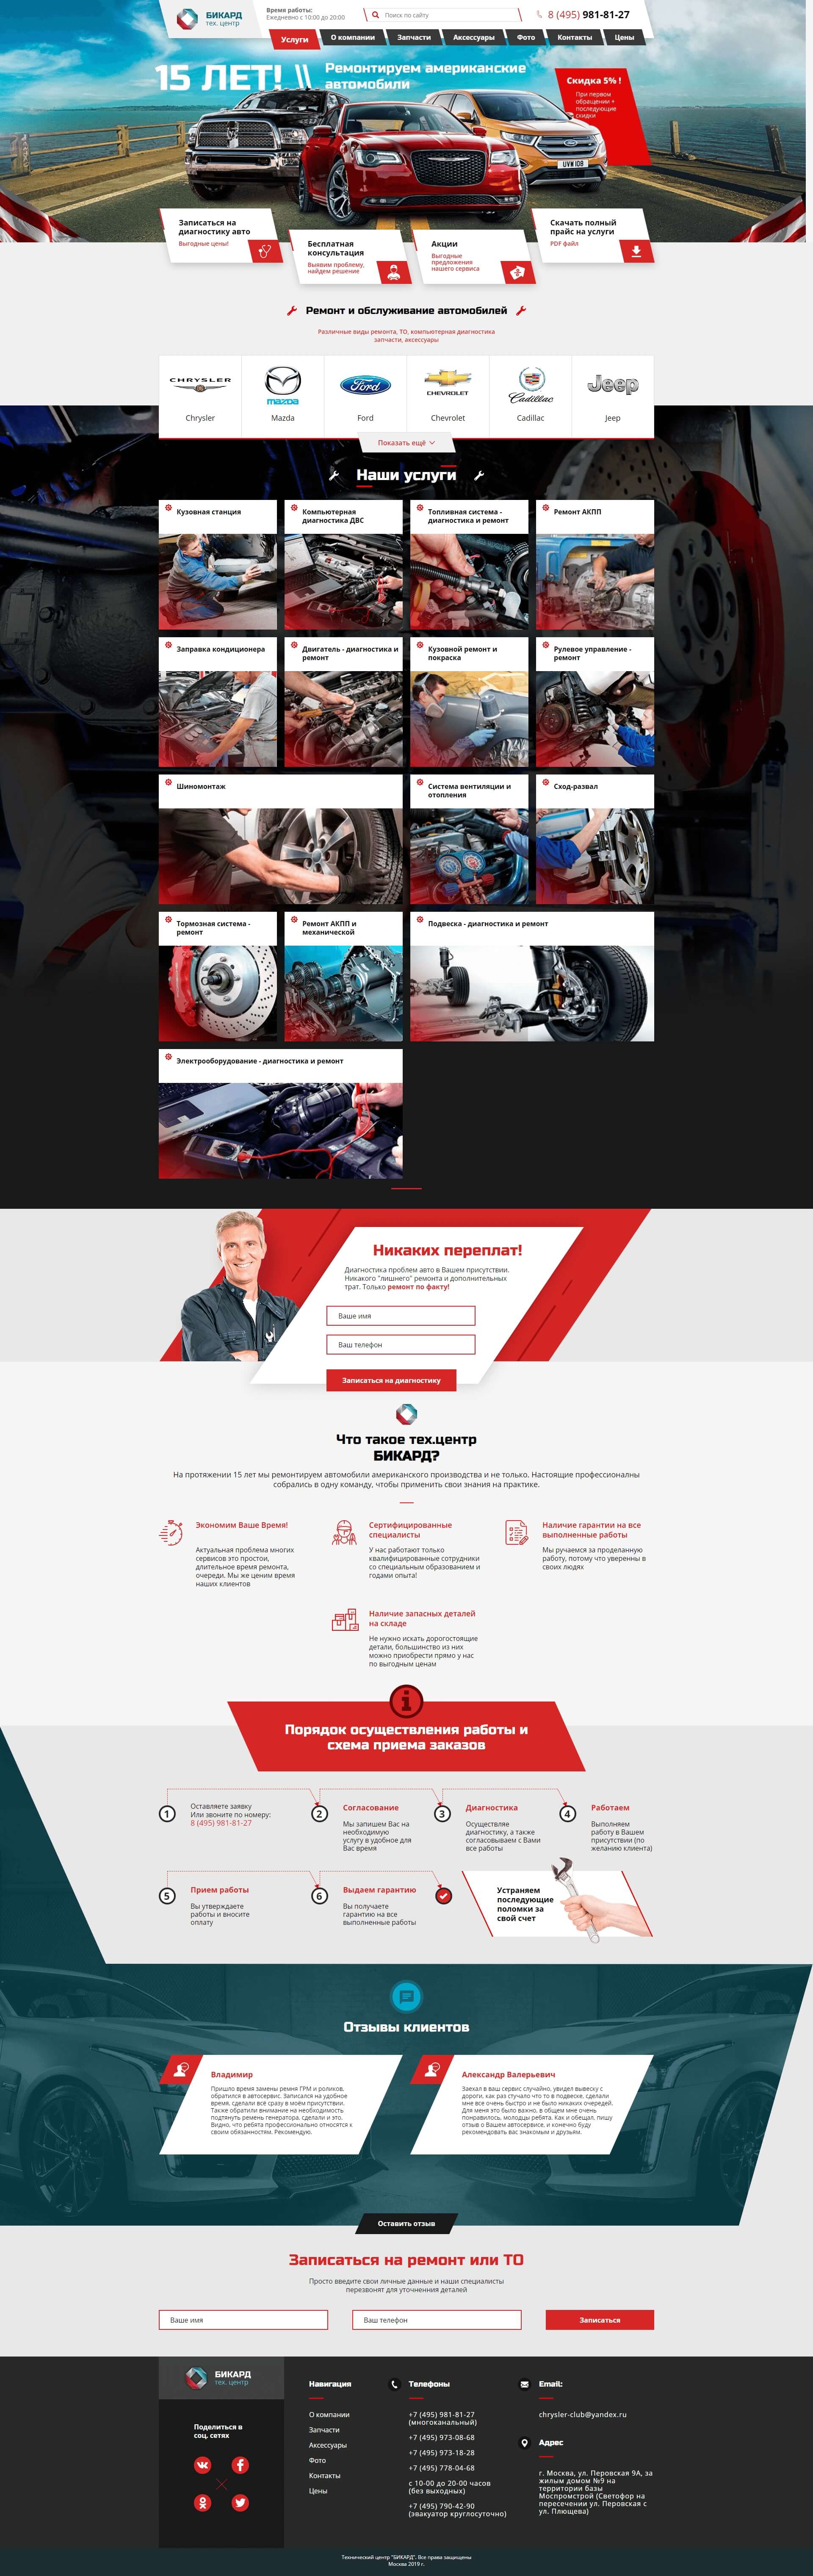 БИКАРД
тех. центр
Время работы:
Ежедневно с 10:00 до 20:00
Поиск по сайту
8 (495) 981-81-27
Услуги
О компании
Запчасти
Аксессуары
Фото
Контакты
Цены
15 ЛЕТ! \\ Ремонтируем американские
автомобили
Скидка 5% !
При первом
обращении +
последующие
скидки
UVW 108
Записаться на
диагностику авто
Выгодные цены!
Бесплатная
консультация
Выявим проблему,
найдем решение
Акции
Выгодные
предложения
нашего сервиса
Скачать полный
прайс на услуги
PDF файл
Ремонт и обслуживание автомобилей
Различные виды ремонта, ТО, компьютерная диагностика
запчасти, аксессуары
CHRYSLER
mazda
Ford
CHEVROLET
Cadillac
Jeep
Chrysler
Mazda
Ford
Chevrolet
Cadillac
Jeep
Показать ещё
Наши услуги
Кузовная станция
Компьютерная
диагностика ДВС
Топливная система -
диагностика и ремонт
Ремонт АКПП
Заправка кондиционера
Двигатель - диагностика и
ремонт
Кузовной ремонт и
покраска
Рулевое управление -
ремонт
Шиномонтаж
Система вентиляции и
отопления
Сход-развал
Тормозная система -
ремонт
Ремонт АКПП и
механической
Подвеска - диагностика и ремонт
Электрооборудование - диагностика и ремонт
Никаких переплат!
Диагностика проблем авто в Вашем присутствии.
Никакого "лишнего" ремонта и дополнительных
трат. Только ремонт по факту!
Ваше имя
Ваш телефон
Записаться на диагностику
Что такое тех.центр
БИКАРД?
На протяжении 15 лет мы ремонтируем автомобили американского производства и не только. Настоящие профессионалны
собрались в одну команду, чтобы применить свои знания на практике.
Экономим Ваше Время!
Актуальная проблема многих
сервисов это простои,
длительное время ремонта,
очереди. Мы же ценим время
наших клиентов
Сертифицированные
специалисты
У нас работают только
квалифицированные сотрудники
со специальным образованием и
годами опыта!
Наличие гарантии на все
выполненные работы
Мы ручаемся за проделанную
работу, потому что уверенны в
своих людях
Наличие запасных деталей
на складе
Не нужно искать дорогостоящие
детали, большинство из них
можно приобрести прямо у нас
по выгодным ценам
Порядок осуществления работы и
схема приема заказов
1
Оставляете заявку
Или звоните по номеру:
8 (495) 981-81-27
2
Согласование
Мы запишем Вас на
необходимую
услугу в удобное для
Вас время
3
Диагностика
Осуществляе
диагностику, а также
согласовываем с Вами
все работы
4
Работаем
Выполняем
работу в Вашем
присутствии (по
желанию клиента)
5
Прием работы
Вы утверждаете
работы и вносите
оплату
6
Выдаем гарантию
Вы получаете
гарантию на все
выполненные работы
Устраняем
последующие
поломки за
свой счет
Отзывы клиентов
Владимир
Пришло время замены ремня ГРМ и роликов,
обратился в автосервис. Записался на удобное
время, сделали всё сразу в моём присутствии.
Также обратили внимание на необходимость
подтянуть ремень генератора, сделали и это.
Видно, что ребята профессионально относятся к
своим обязанностям. Рекомендую.
Александр Валерьевич
Заехал в ваш сервис случайно, увидел вывеску с
дороги, как раз стучало что то в подвеске, сделали
мне все очень быстро и не было никаких очередей.
Для меня это было важно, в общем мне очень
понравилось, молодцы ребята. Как и обещал, пишу
отзыв о Вашем автосервисе, и конечно буду
рекомендовать вас знакомым и друзьям.
Оставить отзыв
Записаться на ремонт или ТО
Просто введите свои личные данные и наши специалисты
перезвонят для уточненния деталей
Ваше имя
Ваш телефон
Записаться
БИКАРД
тех. центр
Поделиться в
соц. сетях
Навигация
О компании
Запчасти
Аксессуары
Фото
Контакты
Цены
Телефоны
+7 (495) 981-81-27
(многоканальный)
+7 (495) 973-08-68
+7 (495) 973-18-28
+7 (495) 778-04-68
с 10-00 до 20-00 часов
(без выходных)
+7 (495) 790-42-90
(эвакуатор круглосуточно)
Email:
chrysler-club@yandex.ru
Адрес
г. Москва, ул. Перовская 9А, за
жилым домом №9 на
территории базы
Моспромстрой (Светофор на
пересечении ул. Перовская с
ул. Плющева)
Технический центр "БИКАРД". Все права защищены
Москва 2019 г.